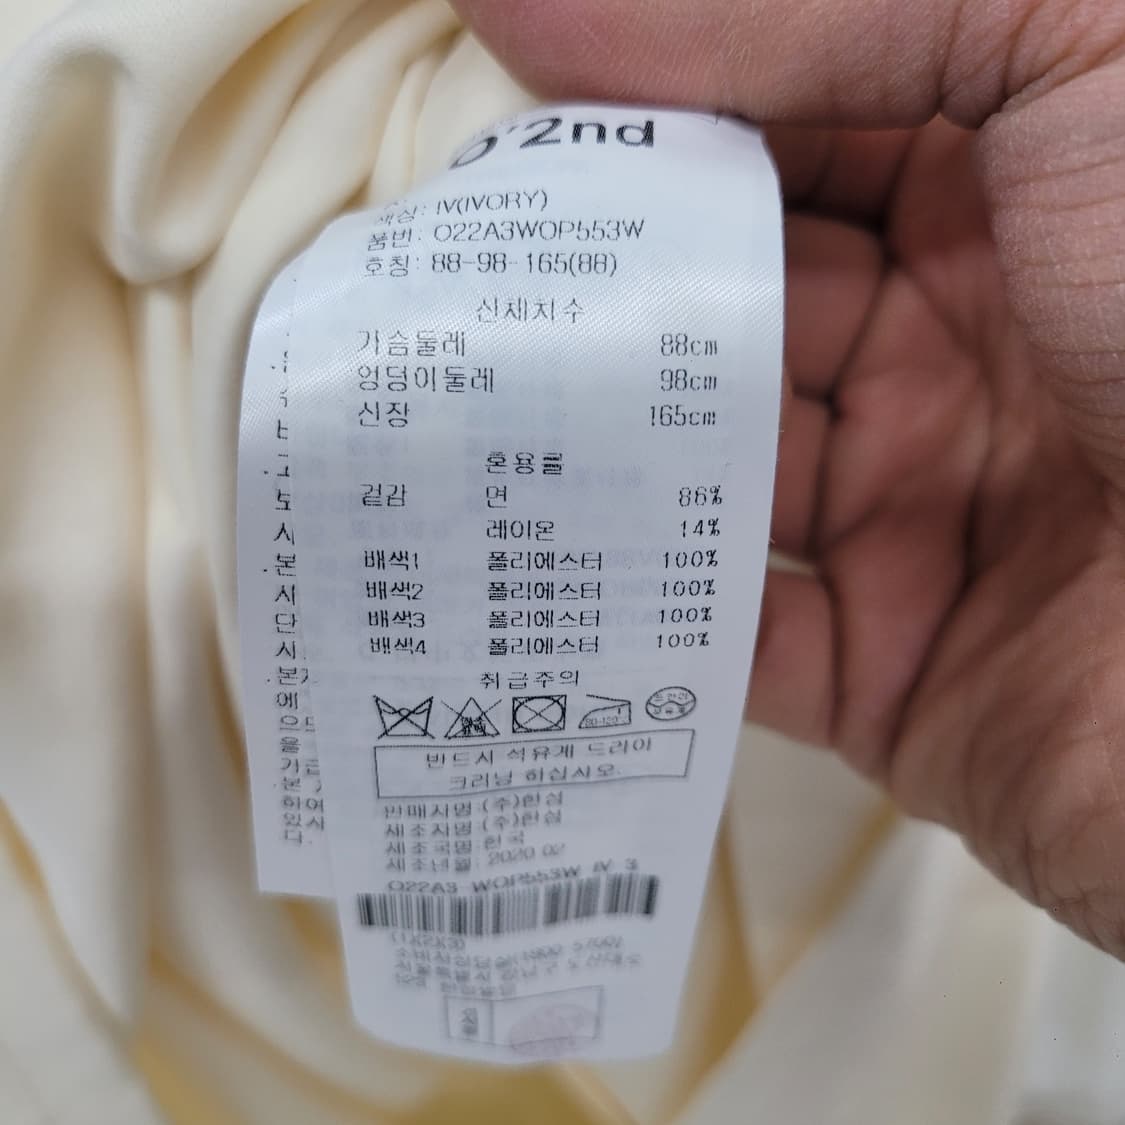 O'2nd
색상: IV(IVORY)
품번: O22A3WOP553W
호칭: 88-98-165(88)
신체치수
가슴둘레 88cm
엉덩이둘레 98cm
신장 165cm
혼용률
겉감 면 86%
레이온 14%
배색1 폴리에스터 100%
배색2 폴리에스터 100%
배색3 폴리에스터 100%
배색4 폴리에스터 100%
취급주의
80-120℃
반드시 석유계 드라이
크리닝 하십시오.
판매자명:(주)한섬
제조자명:(주)한섬
제조국명:한국
제조년월: 2020 02
O22A3 WOP553W IV 3
(1)(2)(3)